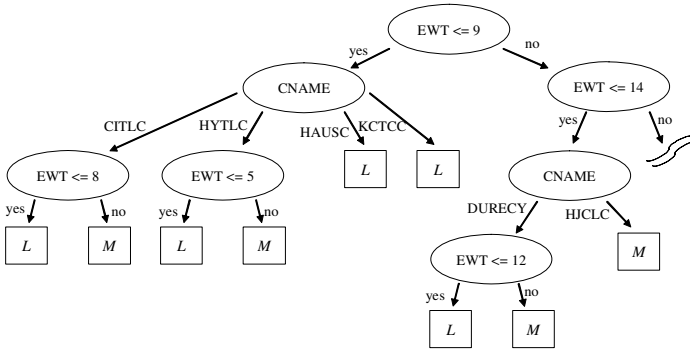 EWT <= 9
yes
no
CNAME
EWT <= 14
yes
no
CITLC
HYTLC
HAUSC
KCTCC
EWT <= 8
EWT <= 5
L
L
CNAME
yes
no
yes
no
DURECY
HJCLC
L
M
L
M
EWT <= 12
M
yes
no
L
M